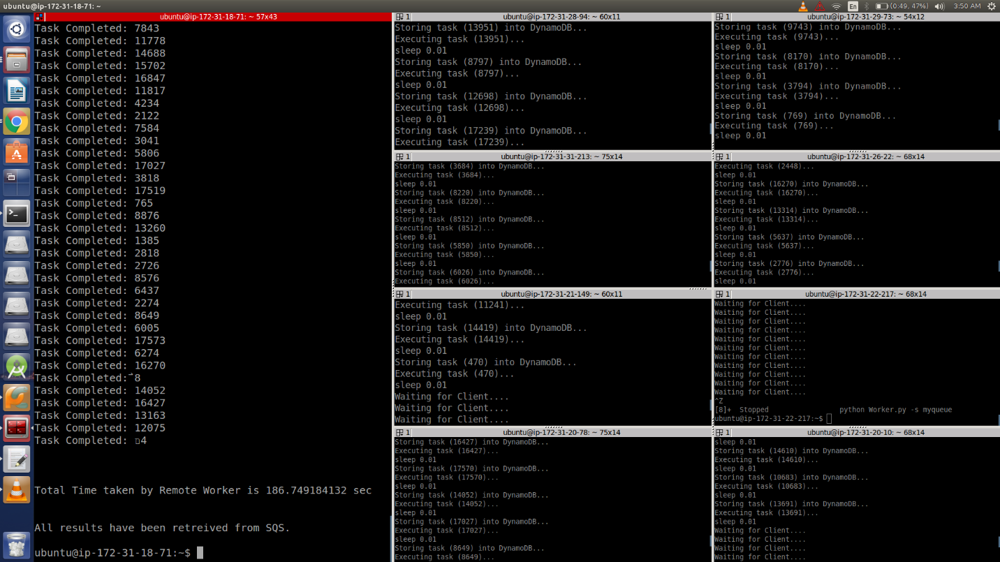 ubuntu@ip-172-31-18-71: ~
En
(0:49, 47%)
3:50 AM
ubuntu@ip-172-31-18-71: ~ 57x43
Task Completed: 7843
Task Completed: 11778
Task Completed: 14688
Task Completed: 15702
Task Completed: 16847
Task Completed: 11817
Task Completed: 4234
Task Completed: 2122
Task Completed: 7584
Task Completed: 3041
Task Completed: 5806
Task Completed: 17027
Task Completed: 3818
Task Completed: 17519
Task Completed: 765
Task Completed: 8876
Task Completed: 13260
Task Completed: 1385
Task Completed: 2818
Task Completed: 2726
Task Completed: 8576
Task Completed: 6437
Task Completed: 2274
Task Completed: 8649
Task Completed: 6005
Task Completed: 17573
Task Completed: 6274
Task Completed: 16270
Task Completed: 8
Task Completed: 14052
Task Completed: 16427
Task Completed: 13163
Task Completed: 12075
Task Completed: 4
Total Time taken by Remote Worker is 186.749184132 sec
All results have been retreived from SQS.
ubuntu@ip-172-31-18-71:~$
1
ubuntu@ip-172-31-28-94: ~ 60x11
Storing task (13951) into DynamoDB...
Executing task (13951)...
sleep 0.01
Storing task (8797) into DynamoDB...
Executing task (8797)...
sleep 0.01
Storing task (12698) into DynamoDB...
Executing task (12698)...
sleep 0.01
Storing task (17239) into DynamoDB...
Executing task (17239)...
1
ubuntu@ip-172-31-29-73: ~ 54x12
Storing task (9743) into DynamoDB...
Executing task (9743)...
sleep 0.01
Storing task (8170) into DynamoDB...
Executing task (8170)...
sleep 0.01
Storing task (3794) into DynamoDB...
Executing task (3794)...
sleep 0.01
Storing task (769) into DynamoDB...
Executing task (769)...
sleep 0.01
1
ubuntu@ip-172-31-31-213: ~ 75x14
Storing task (3684) into DynamoDB...
Executing task (3684)...
sleep 0.01
Storing task (8220) into DynamoDB...
Executing task (8220)...
sleep 0.01
Storing task (8512) into DynamoDB...
Executing task (8512)...
sleep 0.01
Storing task (5850) into DynamoDB...
Executing task (5850)...
sleep 0.01
Storing task (6026) into DynamoDB...
Executing task (6026)...
1
ubuntu@ip-172-31-26-22: ~ 68x14
Executing task (2448)...
sleep 0.01
Storing task (16270) into DynamoDB...
Executing task (16270)...
sleep 0.01
Storing task (13314) into DynamoDB...
Executing task (13314)...
sleep 0.01
Storing task (5637) into DynamoDB...
Executing task (5637)...
sleep 0.01
Storing task (2776) into DynamoDB...
Executing task (2776)...
sleep 0.01
1
ubuntu@ip-172-31-21-149: ~ 60x11
Executing task (11241)...
sleep 0.01
Storing task (14419) into DynamoDB...
Executing task (14419)...
sleep 0.01
Storing task (470) into DynamoDB...
Executing task (470)...
sleep 0.01
Waiting for Client....
Waiting for Client....
Waiting for Client....
1
ubuntu@ip-172-31-22-217: ~ 68x14
Waiting for Client....
Waiting for Client....
Waiting for Client....
Waiting for Client....
Waiting for Client....
Waiting for Client....
Waiting for Client....
Waiting for Client....
Waiting for Client....
Waiting for Client....
Waiting for Client....
^Z
[8]+ Stopped python Worker.py -s myqueue
ubuntu@ip-172-31-22-217:~$
1
ubuntu@ip-172-31-20-78: ~ 75x14
Storing task (16427) into DynamoDB...
Executing task (16427)...
sleep 0.01
Storing task (17570) into DynamoDB...
Executing task (17570)...
sleep 0.01
Storing task (14052) into DynamoDB...
Executing task (14052)...
sleep 0.01
Storing task (17027) into DynamoDB...
Executing task (17027)...
sleep 0.01
Storing task (8649) into DynamoDB...
Executing task (8649)...
1
ubuntu@ip-172-31-20-10: ~ 68x14
sleep 0.01
Storing task (14610) into DynamoDB...
Executing task (14610)...
sleep 0.01
Storing task (10683) into DynamoDB...
Executing task (10683)...
sleep 0.01
Storing task (13691) into DynamoDB...
Executing task (13691)...
sleep 0.01
Waiting for Client....
Waiting for Client....
Waiting for Client....
Waiting for Client....